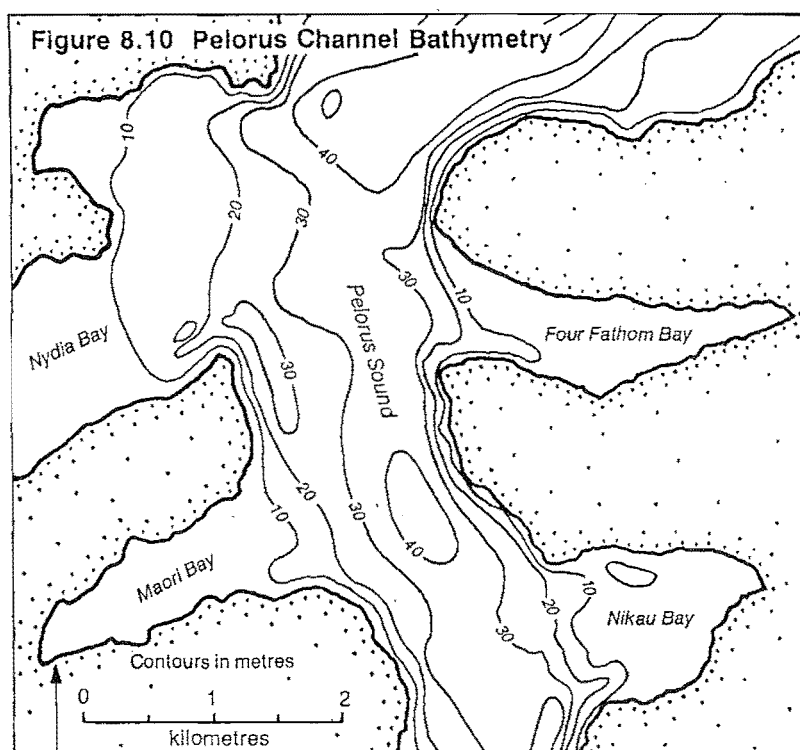 Figure 8.10 Pelorus Channel Bathymetry
10
40
20
30
30
10
Pelorus Sound
Nydia Bay
Four Fathom Bay
30
20
10
30
40
Maori Bay
10
20
30
Nikau Bay
Contours in metres
0 1 2
kilometres